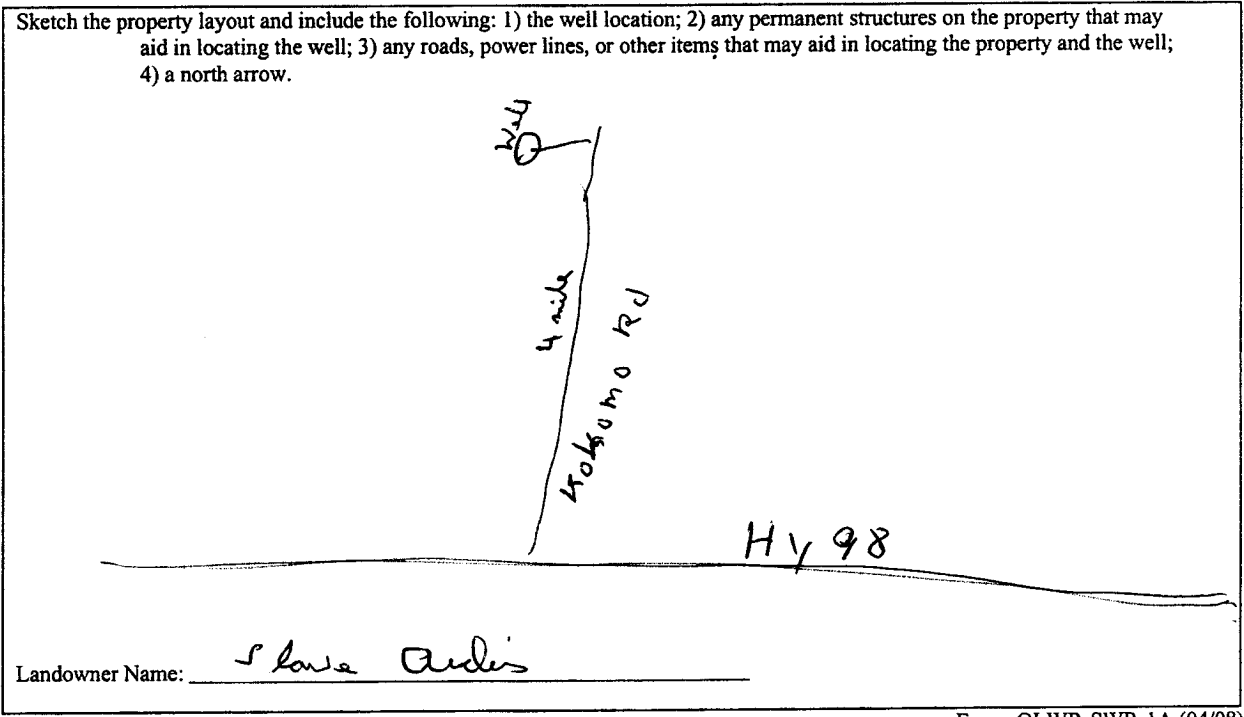 Sketch the property layout and include the following: 1) the well location; 2) any permanent structures on the property that may
aid in locating the well; 3) any roads, power lines, or other items that may aid in locating the property and the well;
4) a north arrow.
Well
4 mile
Kokomo Rd
Hy 98
Landowner Name: